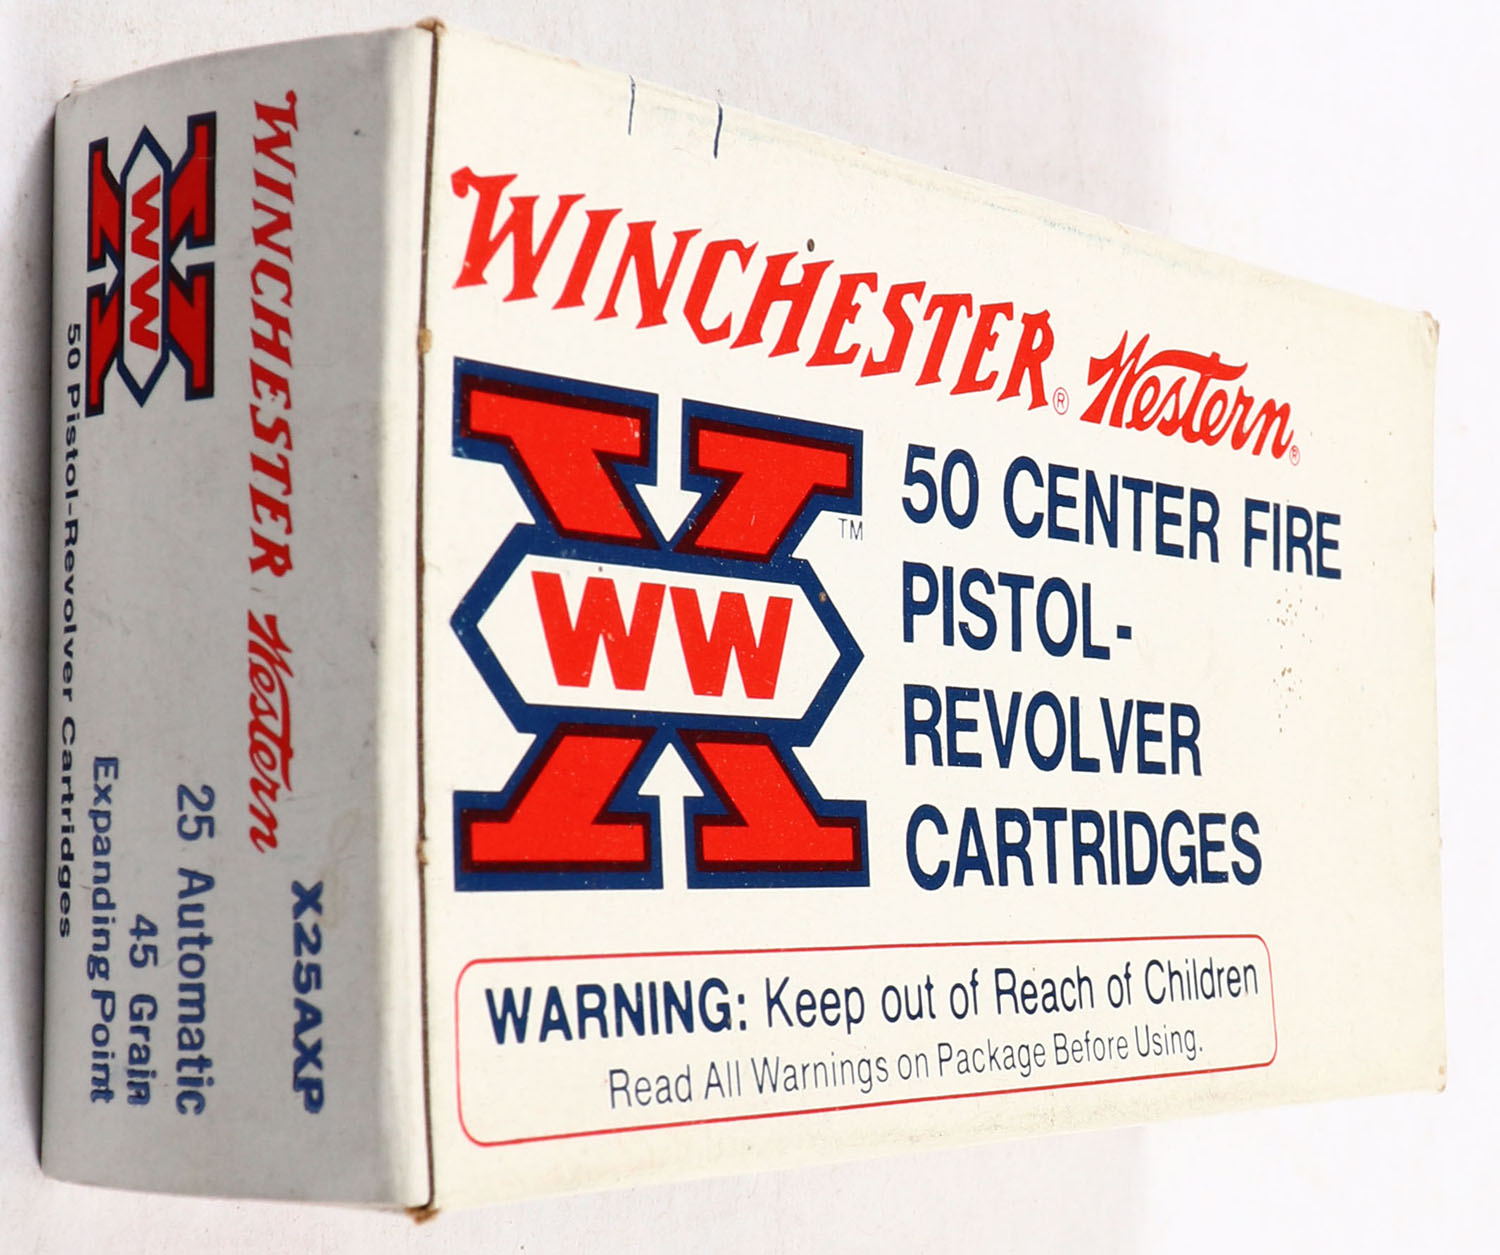 WINCHESTER® Western®
WW
™
50 CENTER FIRE
PISTOL-
REVOLVER
CARTRIDGES
WARNING: Keep out of Reach of Children
Read All Warnings on Package Before Using.
X25AXP
WINCHESTER Western
WW
25 Automatic
45 Grain
Expanding Point
50 Pistol-Revolver Cartridges